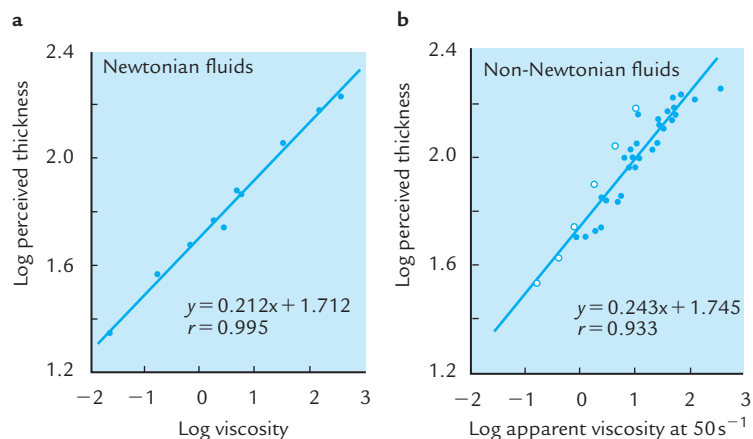 a
Newtonian fluids
Log perceived thickness
2.4
2.0
1.6
1.2
y = 0.212x + 1.712
r = 0.995
−2 −1 0 1 2 3
Log viscosity
b
Non-Newtonian fluids
Log perceived thickness
2.4
2.0
1.6
1.2
y = 0.243x + 1.745
r = 0.933
−2 −1 0 1 2 3
Log apparent viscosity at 50 s⁻¹